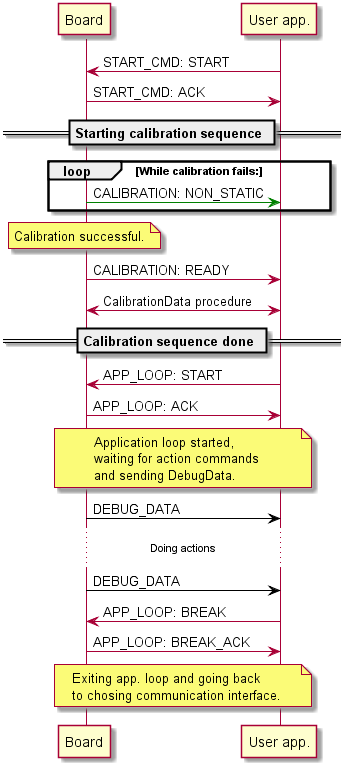 Board User app.
START_CMD: START
START_CMD: ACK
Starting calibration sequence
loop [While calibration fails:]
CALIBRATION: NON_STATIC
Calibration successful.
CALIBRATION: READY
CalibrationData procedure
Calibration sequence done
APP_LOOP: START
APP_LOOP: ACK
Application loop started,
waiting for action commands
and sending DebugData.
DEBUG_DATA
Doing actions
DEBUG_DATA
APP_LOOP: BREAK
APP_LOOP: BREAK_ACK
Exiting app. loop and going back
to chosing communication interface.
Board User app.